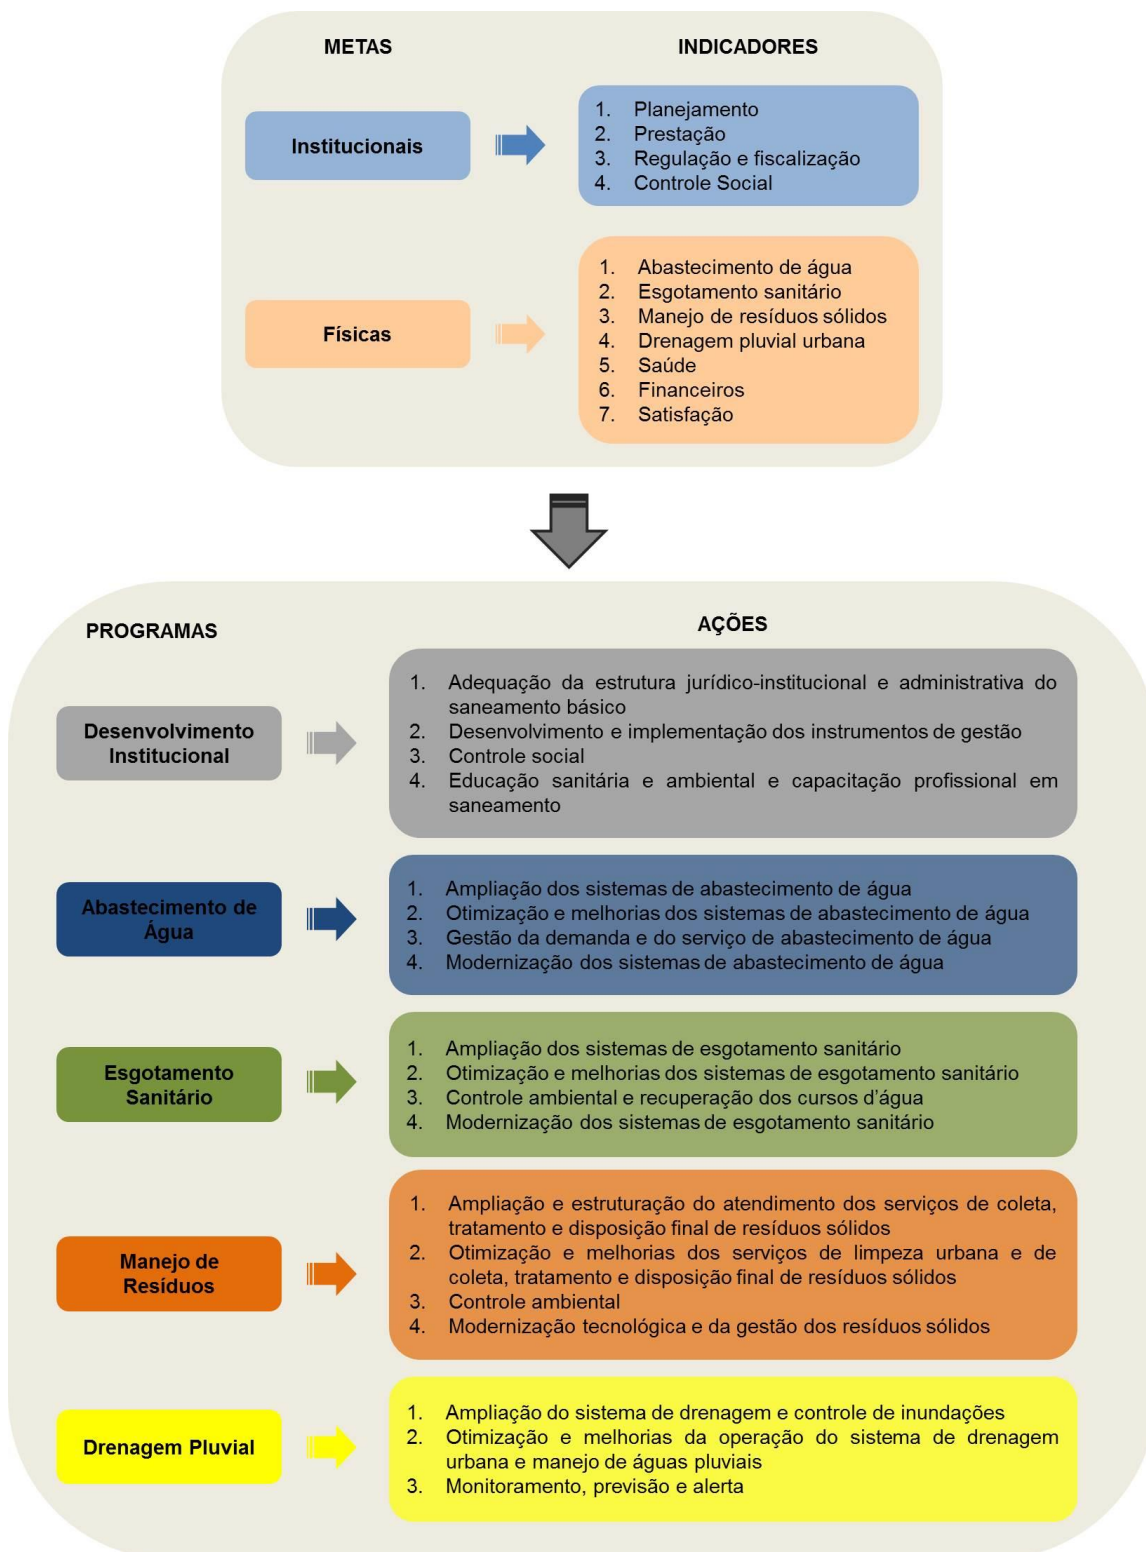 METAS
INDICADORES
Institucionais
1. Planejamento
2. Prestação
3. Regulação e fiscalização
4. Controle Social
Físicas
1. Abastecimento de água
2. Esgotamento sanitário
3. Manejo de resíduos sólidos
4. Drenagem pluvial urbana
5. Saúde
6. Financeiros
7. Satisfação
PROGRAMAS
AÇÕES
Desenvolvimento
Institucional
1. Adequação da estrutura jurídico-institucional e administrativa do
saneamento básico
2. Desenvolvimento e implementação dos instrumentos de gestão
3. Controle social
4. Educação sanitária e ambiental e capacitação profissional em
saneamento
Abastecimento de
Água
1. Ampliação dos sistemas de abastecimento de água
2. Otimização e melhorias dos sistemas de abastecimento de água
3. Gestão da demanda e do serviço de abastecimento de água
4. Modernização dos sistemas de abastecimento de água
Esgotamento
Sanitário
1. Ampliação dos sistemas de esgotamento sanitário
2. Otimização e melhorias dos sistemas de esgotamento sanitário
3. Controle ambiental e recuperação dos cursos d’água
4. Modernização dos sistemas de esgotamento sanitário
Manejo de
Resíduos
1. Ampliação e estruturação do atendimento dos serviços de coleta,
tratamento e disposição final de resíduos sólidos
2. Otimização e melhorias dos serviços de limpeza urbana e de
coleta, tratamento e disposição final de resíduos sólidos
3. Controle ambiental
4. Modernização tecnológica e da gestão dos resíduos sólidos
Drenagem Pluvial
1. Ampliação do sistema de drenagem e controle de inundações
2. Otimização e melhorias da operação do sistema de drenagem
urbana e manejo de águas pluviais
3. Monitoramento, previsão e alerta